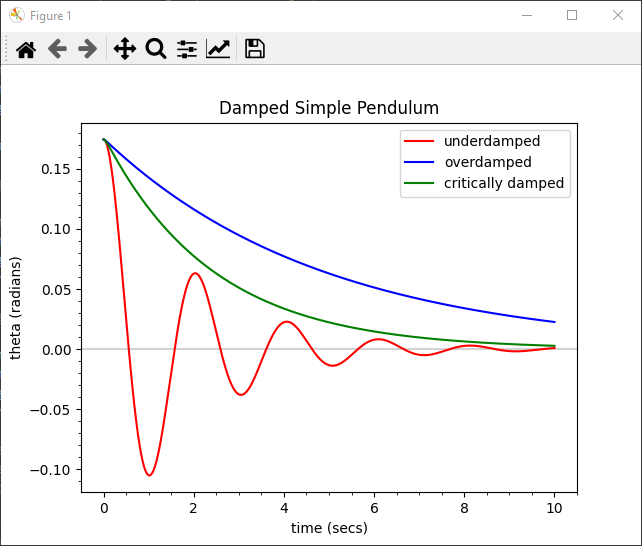 Figure 1
Damped Simple Pendulum
underdamped
overdamped
critically damped
0.15
0.10
0.05
0.00
−0.05
−0.10
theta (radians)
0 2 4 6 8 10
time (secs)